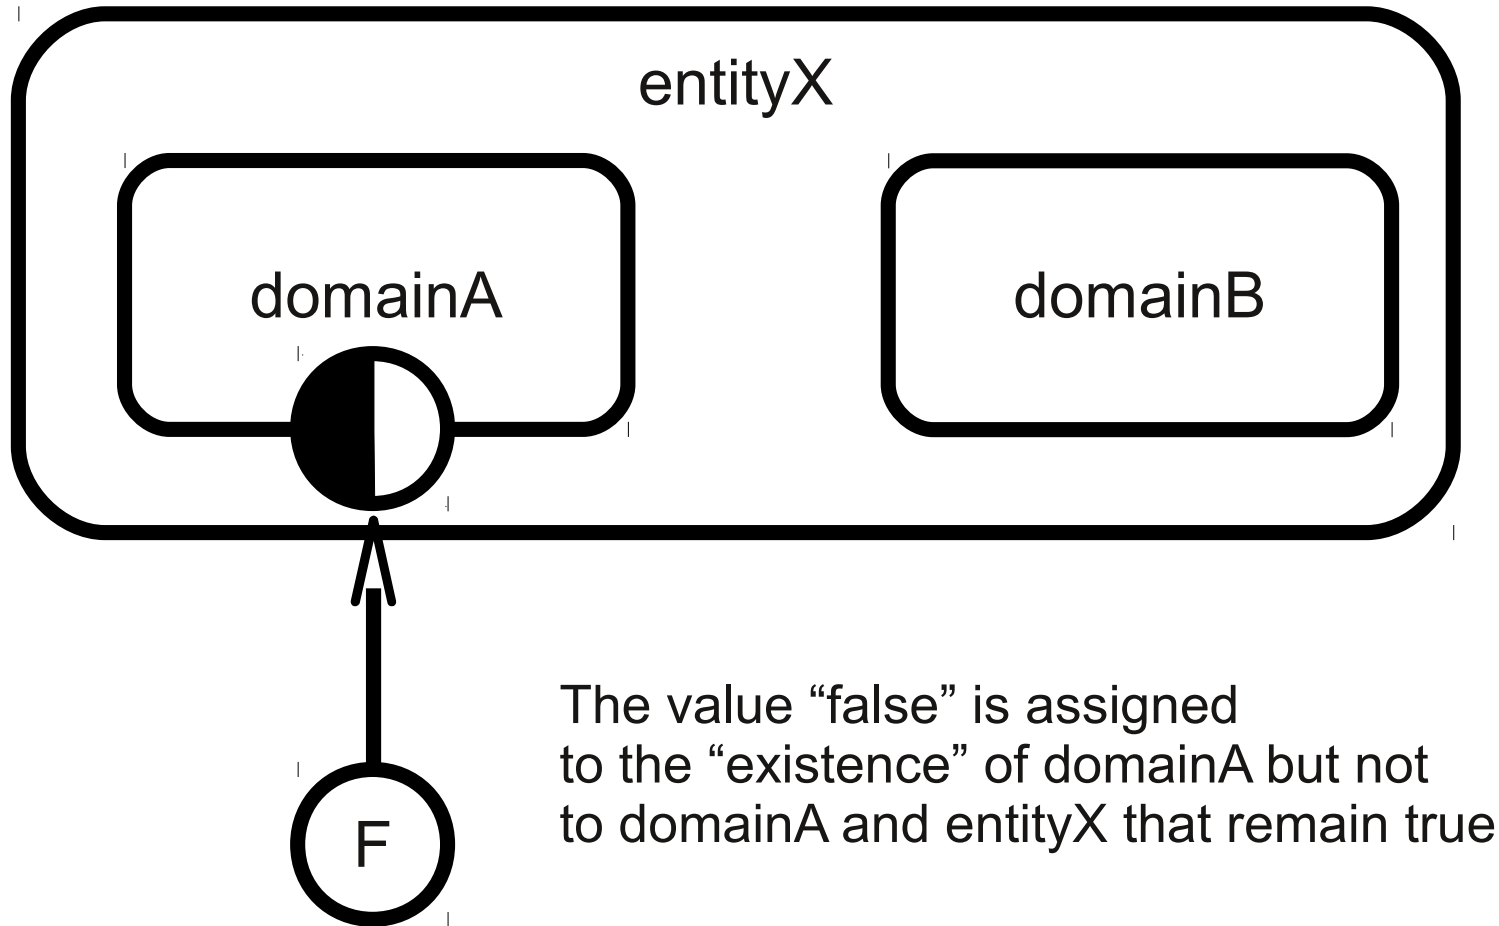 entityX
domainA
domainB
The value “false” is assigned
to the “existence” of domainA but not
to domainA and entityX that remain true
F